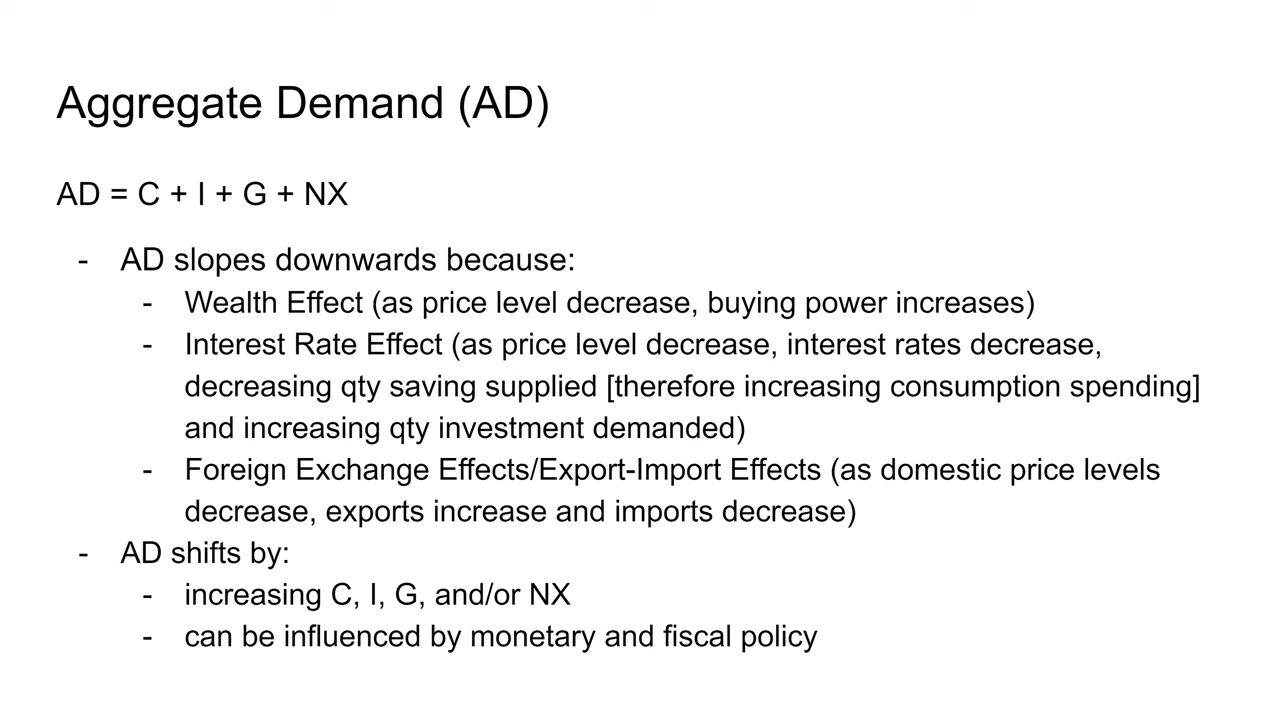 Aggregate Demand (AD)
AD = C + I + G + NX
- AD slopes downwards because:
- Wealth Effect (as price level decrease, buying power increases)
- Interest Rate Effect (as price level decrease, interest rates decrease,
decreasing qty saving supplied [therefore increasing consumption spending]
and increasing qty investment demanded)
- Foreign Exchange Effects/Export-Import Effects (as domestic price levels
decrease, exports increase and imports decrease)
- AD shifts by:
- increasing C, I, G, and/or NX
- can be influenced by monetary and fiscal policy